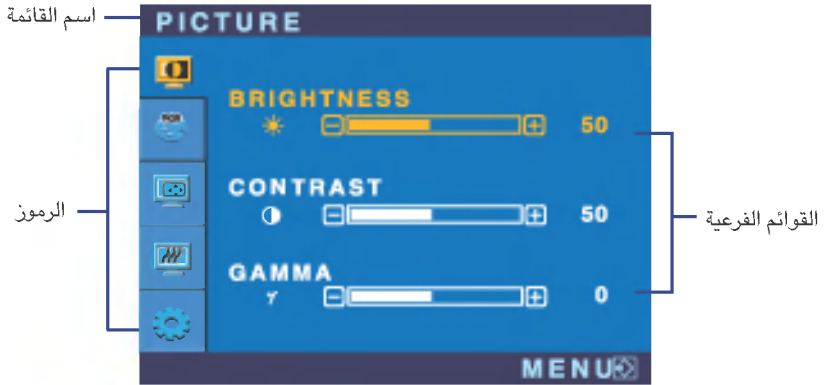 اسم القائمة
PICTURE
BRIGHTNESS
50
CONTRAST
50
الرموز
القوائم الفرعية
GAMMA
0
MENU